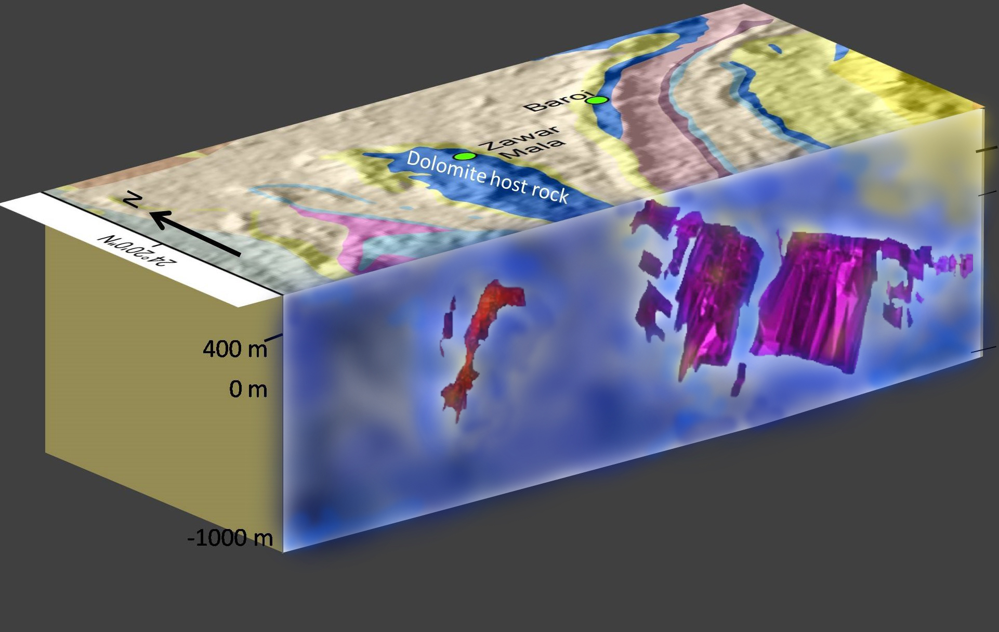 Baroi
Zawar
Mala
Dolomite host rock
N
24°20'0"N
400 m
0 m
-1000 m